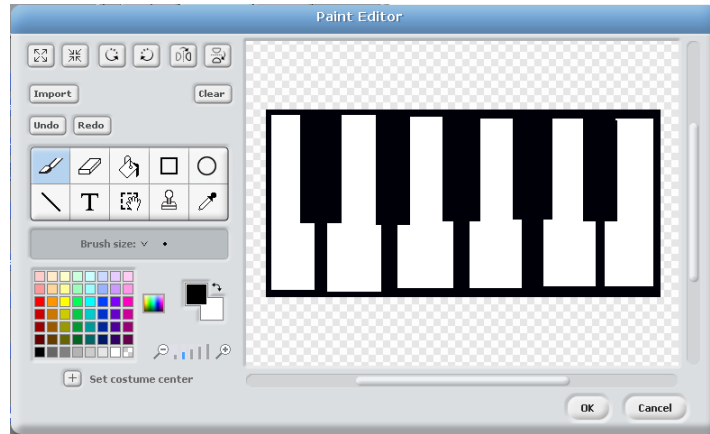 Paint Editor
Import
Clear
Undo
Redo
T
Brush size:
Set costume center
OK
Cancel